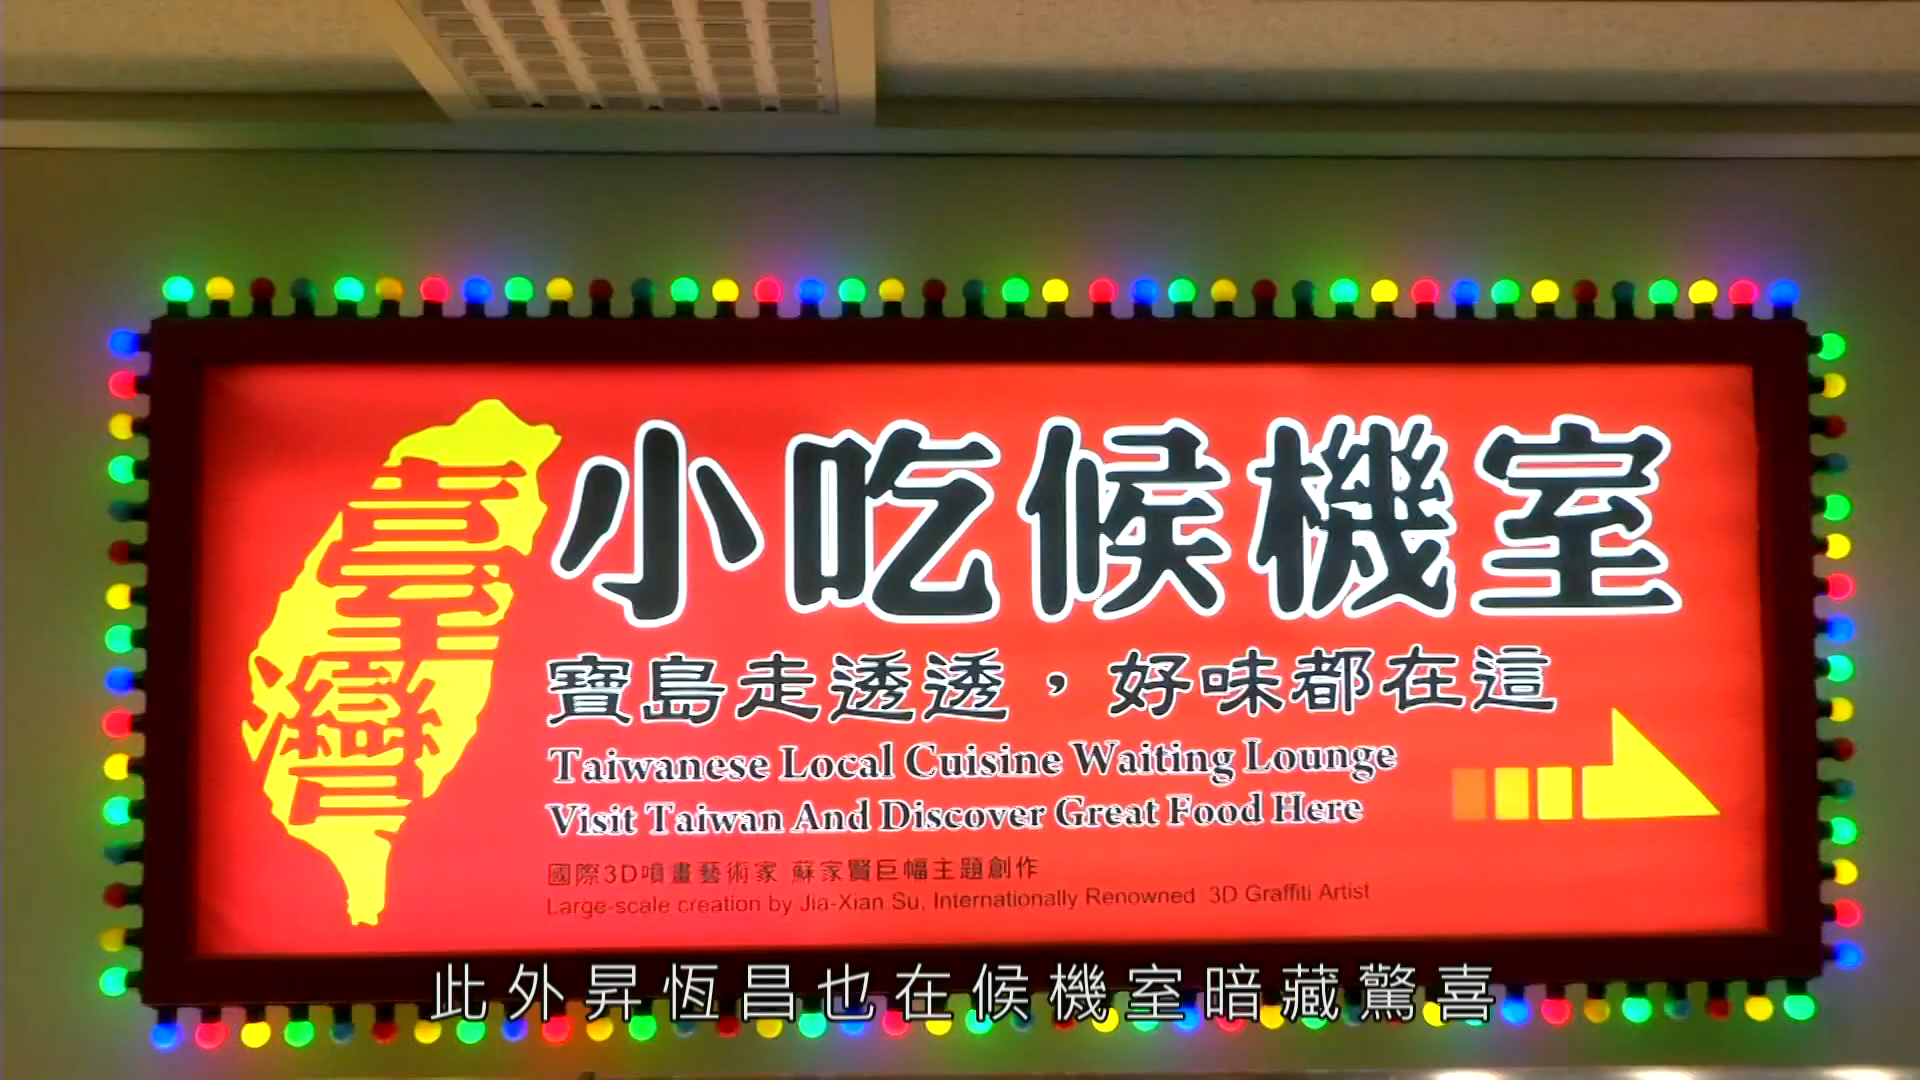 臺灣
小吃候機室
寶島走透透，好味都在這
Taiwanese Local Cuisine Waiting Lounge
Visit Taiwan And Discover Great Food Here
國際3D噴畫藝術家 蘇家賢巨幅主題創作
Large-scale creation by Jia-Xian Su, Internationally Renowned 3D Graffiti Artist
此外昇恆昌也在候機室暗藏驚喜